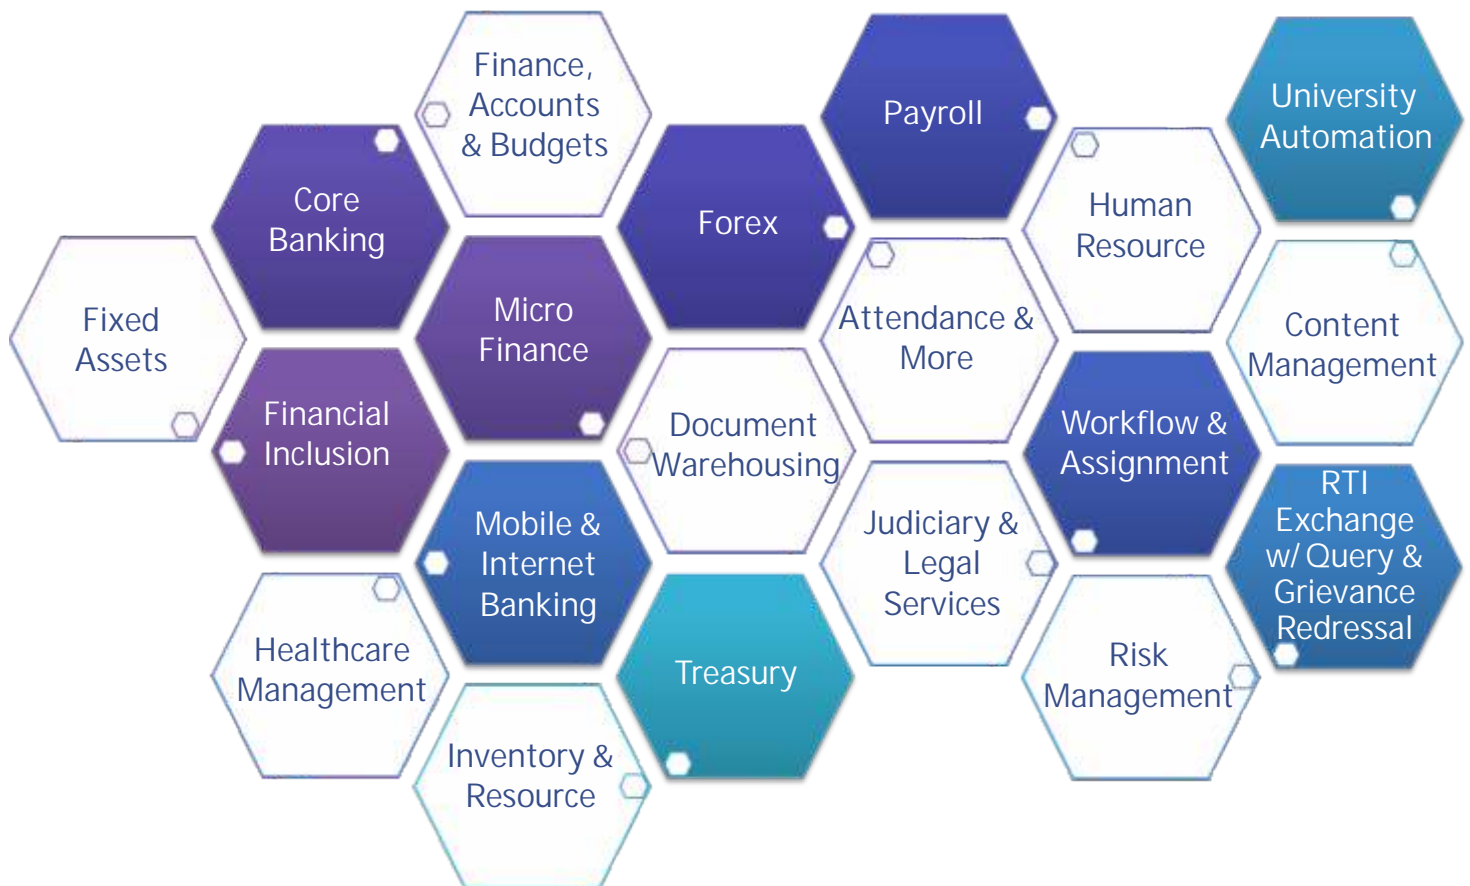 Finance,
Accounts
& Budgets
Payroll
University
Automation
Core
Banking
Forex
Human
Resource
Fixed
Assets
Micro
Finance
Attendance &
More
Content
Management
Financial
Inclusion
Document
Warehousing
Workflow &
Assignment
Mobile &
Internet
Banking
Judiciary &
Legal
Services
RTI
Exchange
w/ Query &
Grievance
Redressal
Healthcare
Management
Treasury
Risk
Management
Inventory &
Resource